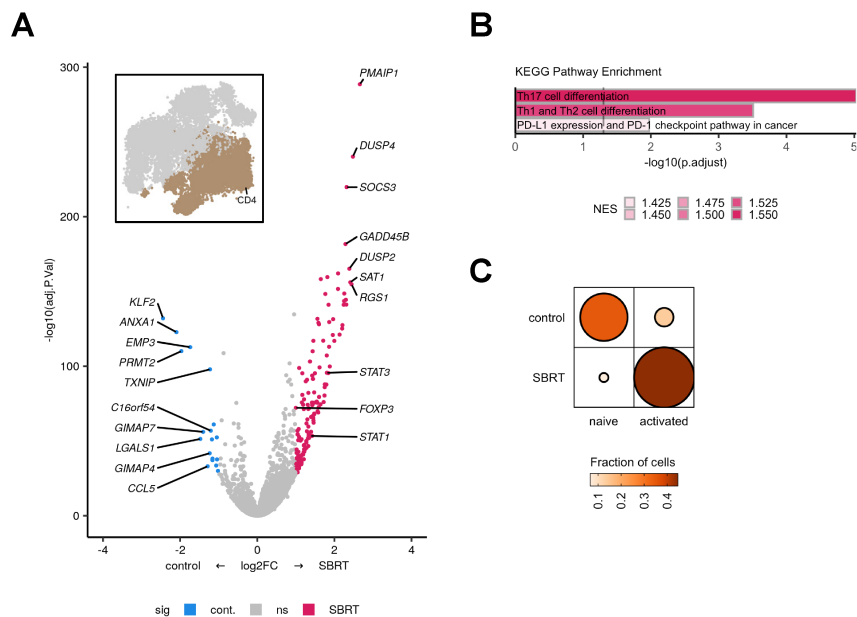 A
300
200
100
0
-log10(adj.P.Val)
CD4
PMAIP1
DUSP4
SOCS3
GADD45B
DUSP2
SAT1
RGS1
STAT3
FOXP3
STAT1
KLF2
ANXA1
EMP3
PRMT2
TXNIP
C16orf54
GIMAP7
LGALS1
GIMAP4
CCL5
-4 -2 0 2 4
control ← log2FC → SBRT
sig cont. ns SBRT
B
KEGG Pathway Enrichment
Th17 cell differentiation
Th1 and Th2 cell differentiation
PD-L1 expression and PD-1 checkpoint pathway in cancer
0 1 2 3 4 5
-log10(p.adjust)
NES
1.425 1.475 1.525
1.450 1.500 1.550
C
control
SBRT
naive activated
Fraction of cells
0.1 0.2 0.3 0.4